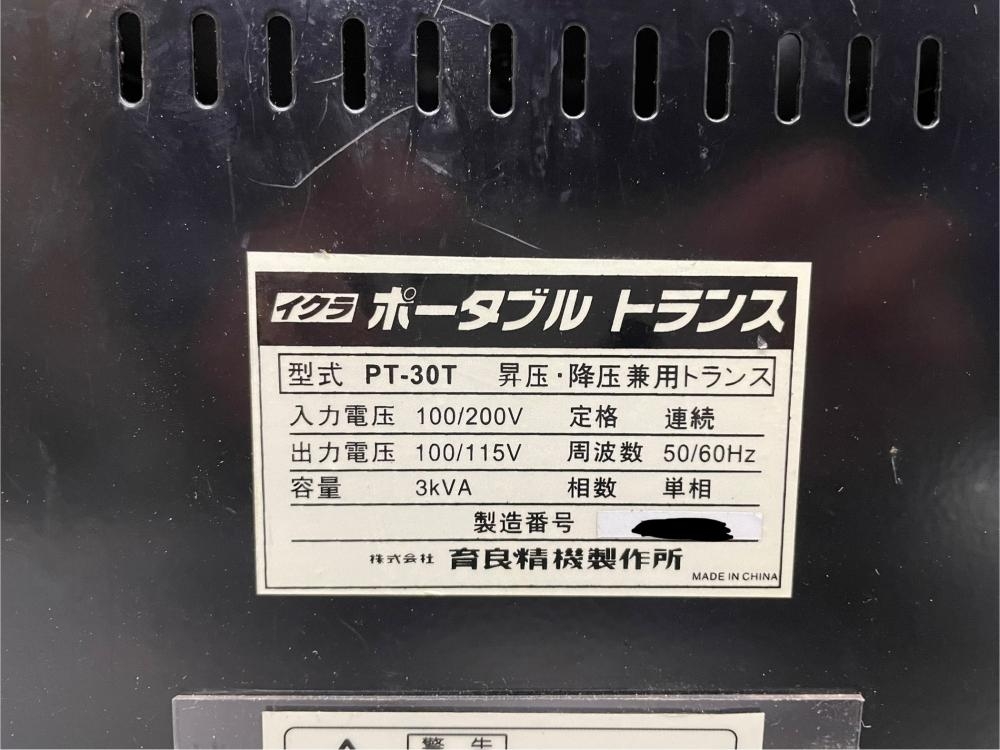 イクラ ポータブル トランス
型式 PT-30T 昇圧・降圧兼用トランス
入力電圧 100/200V 定格 連続
出力電圧 100/115V 周波数 50/60Hz
容量 3kVA 相数 単相
製造番号
株式会社 育良精機製作所
MADE IN CHINA
警告